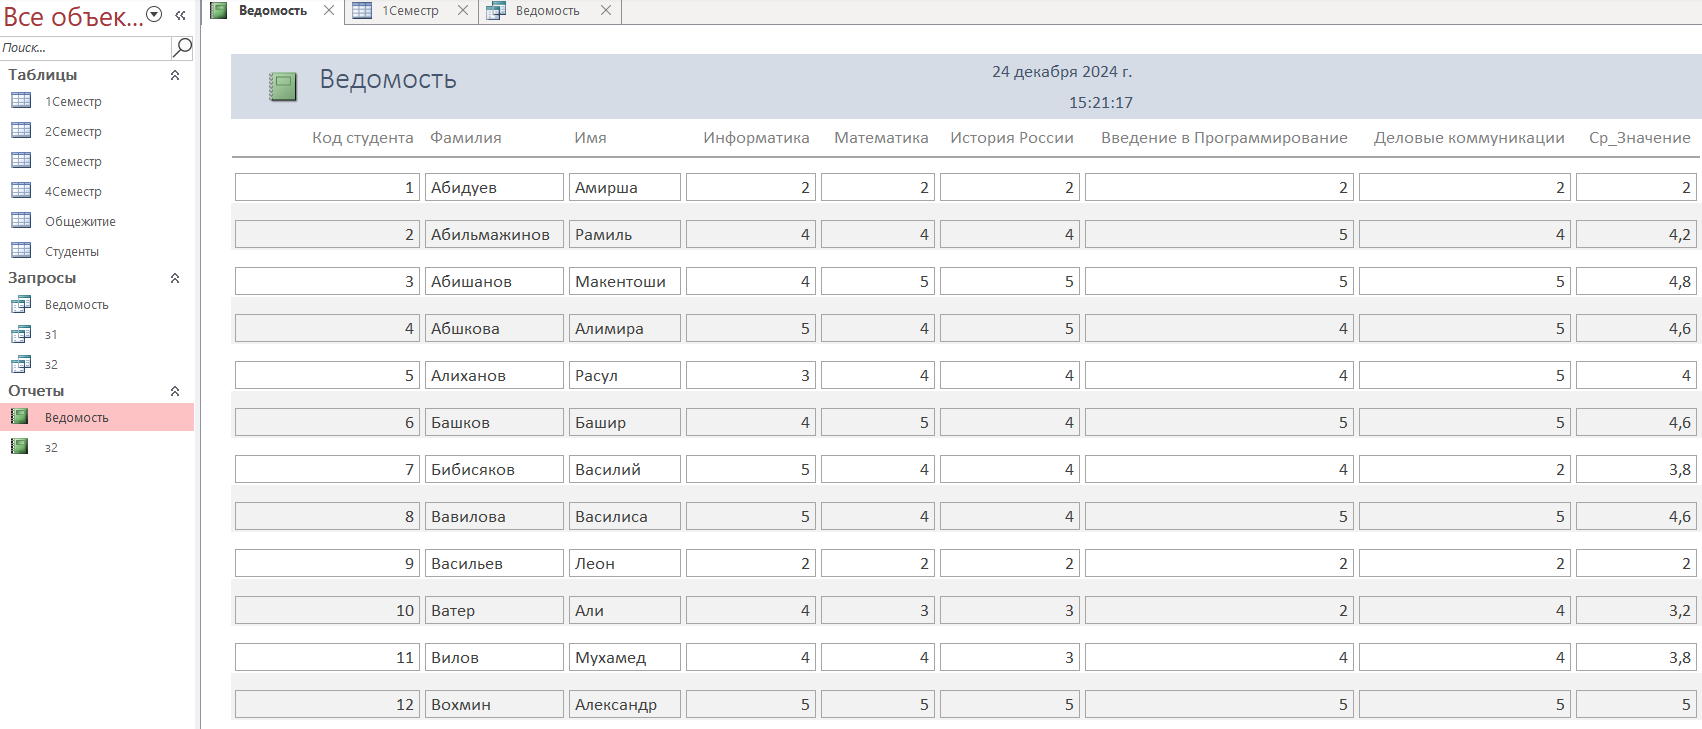 Все объек...
Поиск...
Таблицы
1Семестр
2Семестр
3Семестр
4Семестр
Общежитие
Студенты
Запросы
Ведомость
з1
з2
Отчеты
Ведомость
з2
Ведомость 1Семестр Ведомость
Ведомость
24 декабря 2024 г.
15:21:17
Код студента Фамилия Имя Информатика Математика История России Введение в Программирование Деловые коммуникации Ср_Значение
1 Абидуев Амирша 2 2 2 2 2 2
2 Абильмажинов Рамиль 4 4 4 5 4 4,2
3 Абишанов Макентоши 4 5 5 5 5 4,8
4 Абшкова Алимира 5 4 5 4 5 4,6
5 Алиханов Расул 3 4 4 4 5 4
6 Башков Башир 4 5 4 5 5 4,6
7 Бибисяков Василий 5 4 4 4 2 3,8
8 Вавилова Василиса 5 4 4 5 5 4,6
9 Васильев Леон 2 2 2 2 2 2
10 Ватер Али 4 3 3 2 4 3,2
11 Вилов Мухамед 4 4 3 4 4 3,8
12 Вохмин Александр 5 5 5 5 5 5